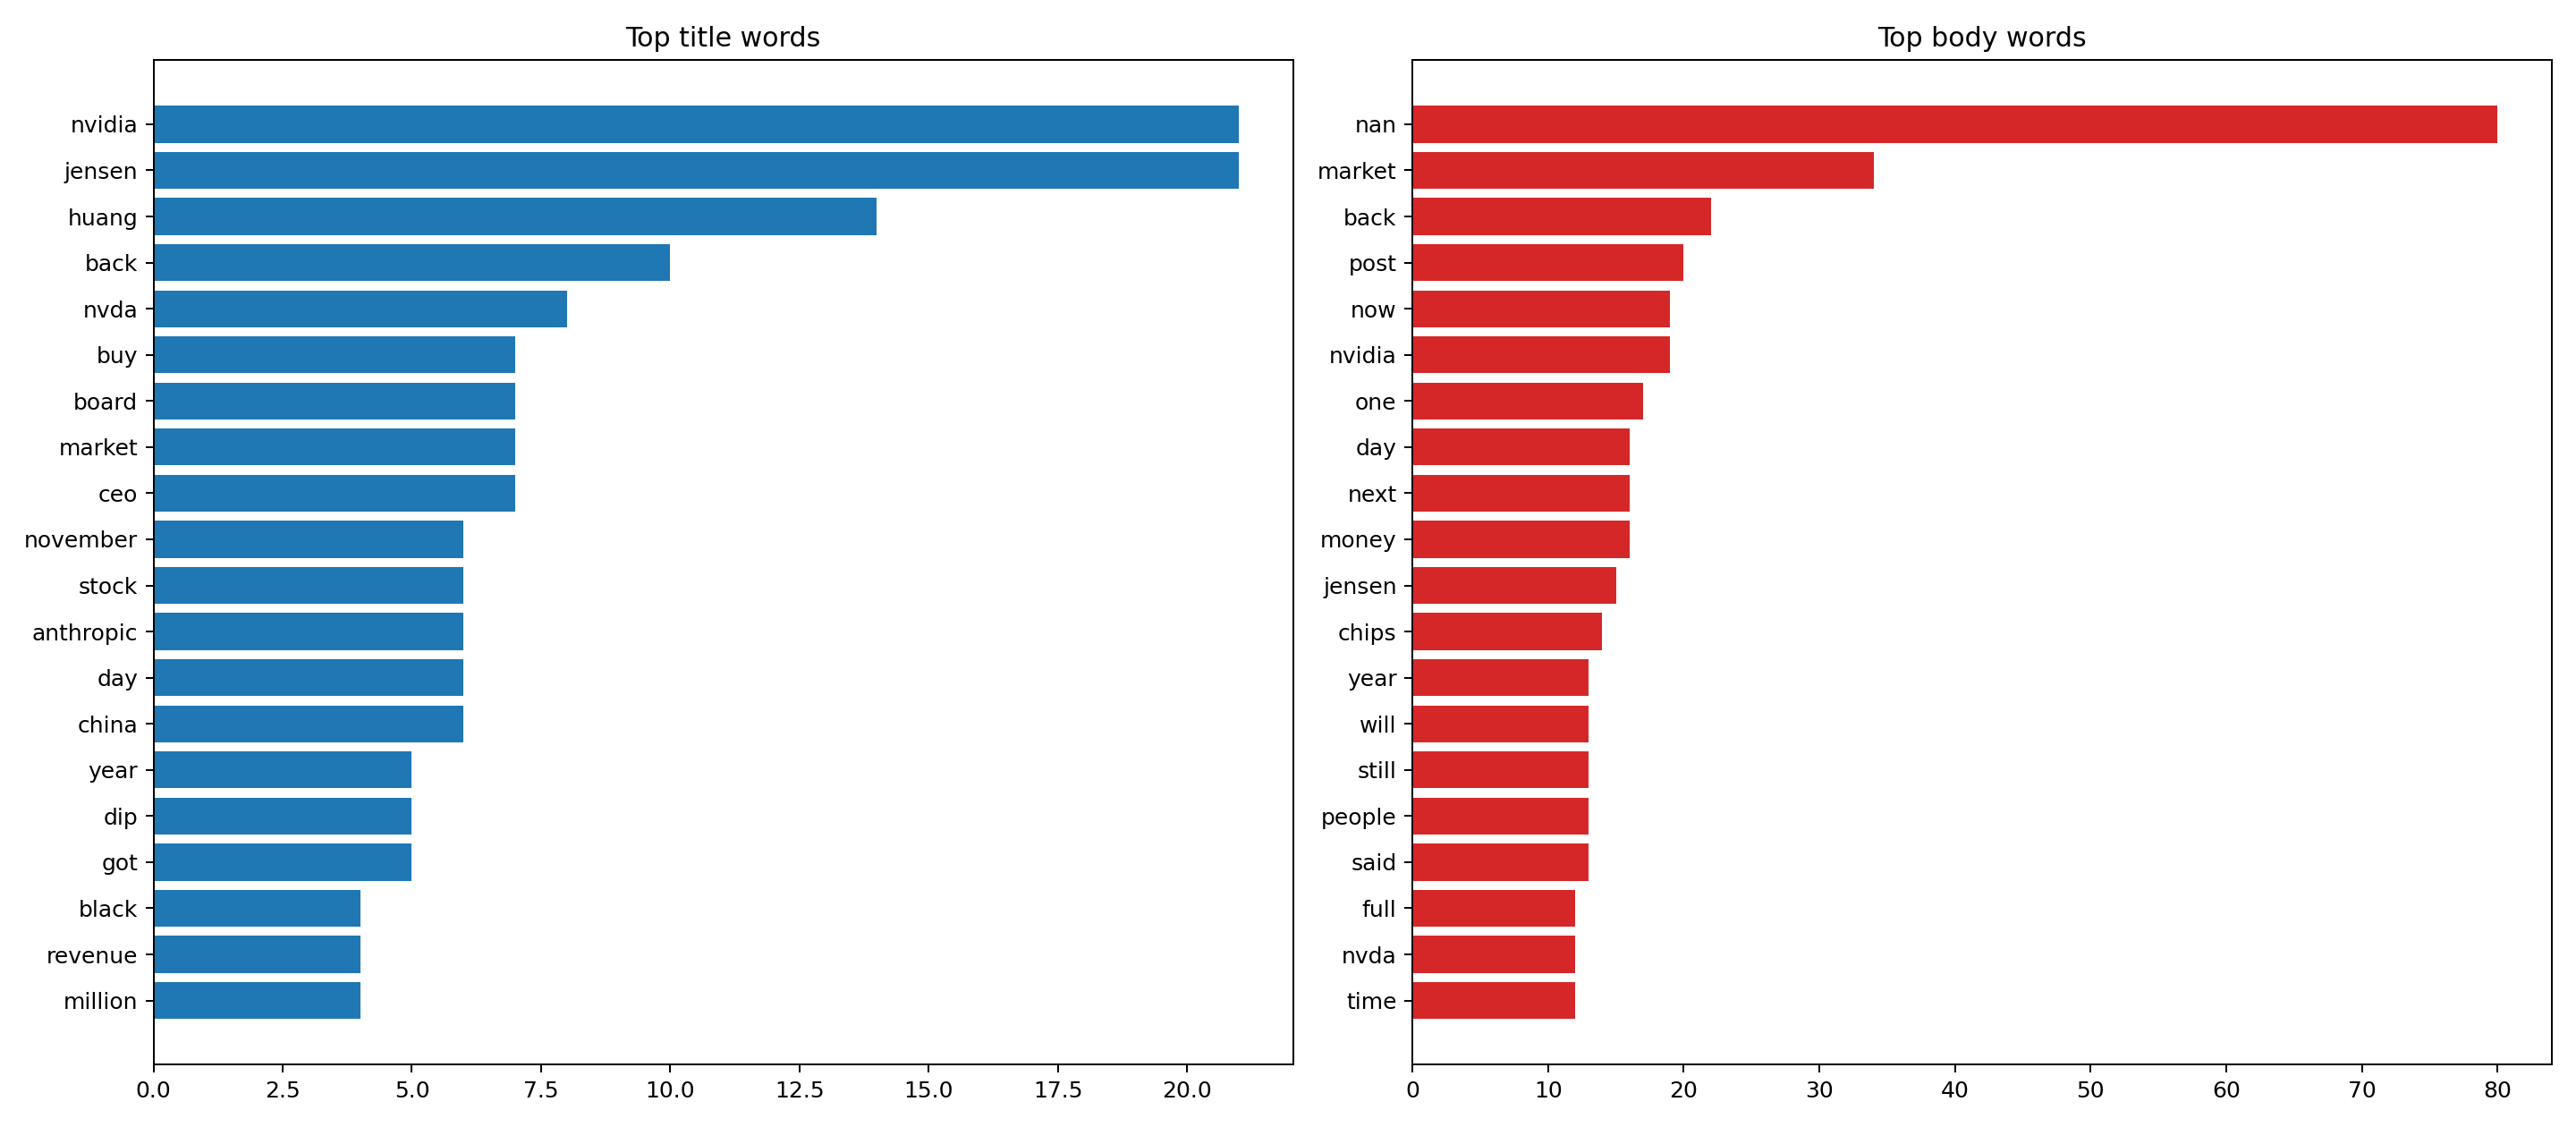 Top title words
nvidia
jensen
huang
back
nvda
buy
board
market
ceo
november
stock
anthropic
day
china
year
dip
got
black
revenue
million
0.0 2.5 5.0 7.5 10.0 12.5 15.0 17.5 20.0
Top body words
nan
market
back
post
now
nvidia
one
day
next
money
jensen
chips
year
will
still
people
said
full
nvda
time
0 10 20 30 40 50 60 70 80